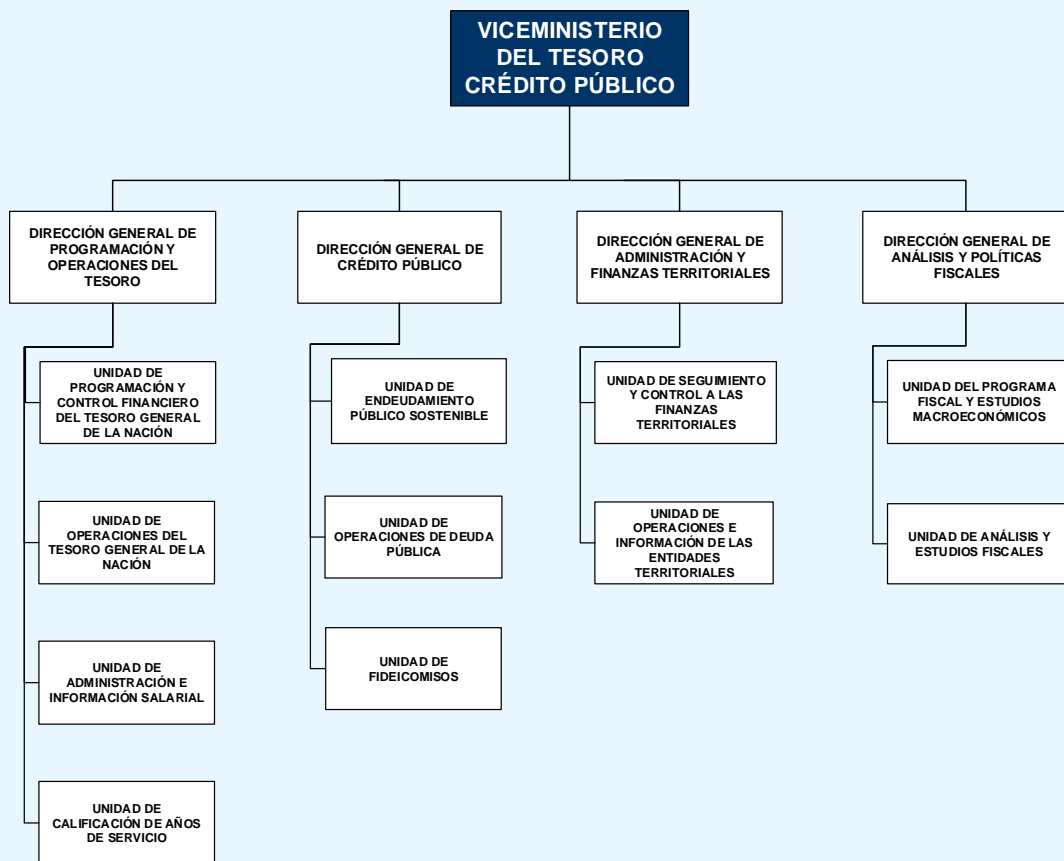 VICEMINISTERIO
DEL TESORO
CRÉDITO PÚBLICO
DIRECCIÓN GENERAL DE
PROGRAMACIÓN Y
OPERACIONES DEL
TESORO
DIRECCIÓN GENERAL DE
CRÉDITO PÚBLICO
DIRECCIÓN GENERAL DE
ADMINISTRACIÓN Y
FINANZAS TERRITORIALES
DIRECCIÓN GENERAL DE
ANÁLISIS Y POLÍTICAS
FISCALES
UNIDAD DE
PROGRAMACIÓN Y
CONTROL FINANCIERO
DEL TESORO GENERAL
DE LA NACIÓN
UNIDAD DE
ENDEUDAMIENTO
PÚBLICO SOSTENIBLE
UNIDAD DE SEGUIMIENTO
Y CONTROL A LAS
FINANZAS
TERRITORIALES
UNIDAD DEL PROGRAMA
FISCAL Y ESTUDIOS
MACROECONÓMICOS
UNIDAD DE
OPERACIONES DEL
TESORO GENERAL DE LA
NACIÓN
UNIDAD DE
OPERACIONES DE DEUDA
PÚBLICA
UNIDAD DE
OPERACIONES E
INFORMACIÓN DE LAS
ENTIDADES
TERRITORIALES
UNIDAD DE ANÁLISIS Y
ESTUDIOS FISCALES
UNIDAD DE
ADMINISTRACIÓN E
INFORMACIÓN SALARIAL
UNIDAD DE
FIDEICOMISOS
UNIDAD DE
CALIFICACIÓN DE AÑOS
DE SERVICIO